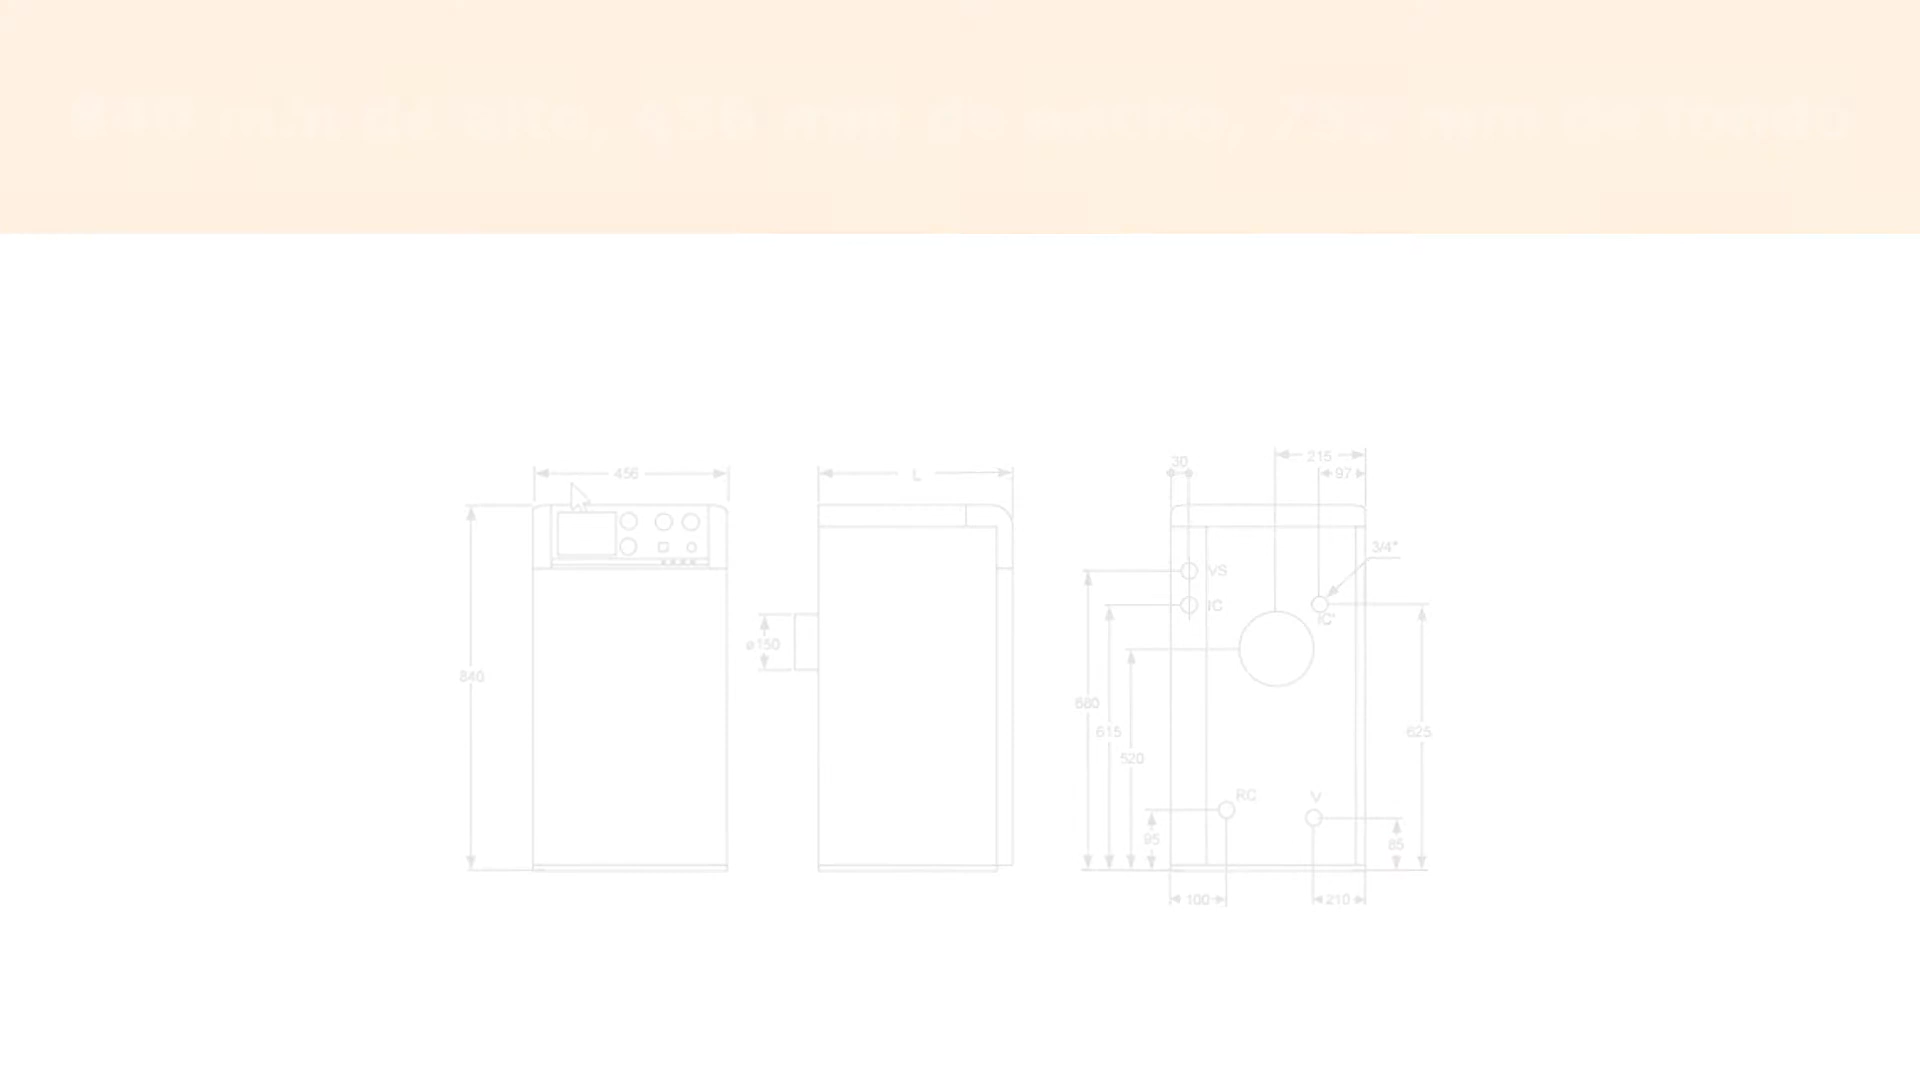 840 mm de alto, 456 mm de ancho, mm de fondo
456
L
30
215
97
3/4"
VS
IC
IC'
ø150
840
680
615
520
625
RC
V
95
85
100
210